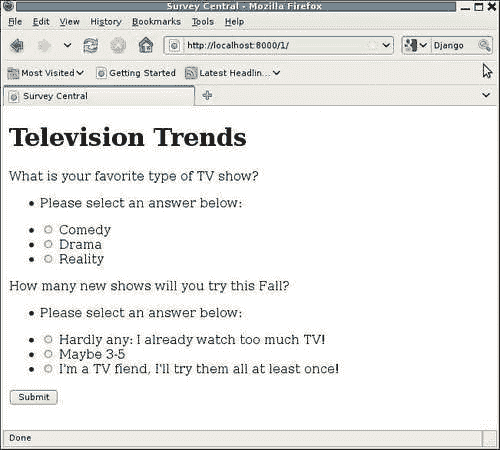 Survey Central - Mozilla Firefox
File Edit View History Bookmarks Tools Help
http://localhost:8000/1/ Django
Most Visited Getting Started Latest Headlin...
Survey Central
Television Trends
What is your favorite type of TV show?
Please select an answer below:
Comedy
Drama
Reality
How many new shows will you try this Fall?
Please select an answer below:
Hardly any: I already watch too much TV!
Maybe 3-5
I'm a TV fiend, I'll try them all at least once!
Submit
Done